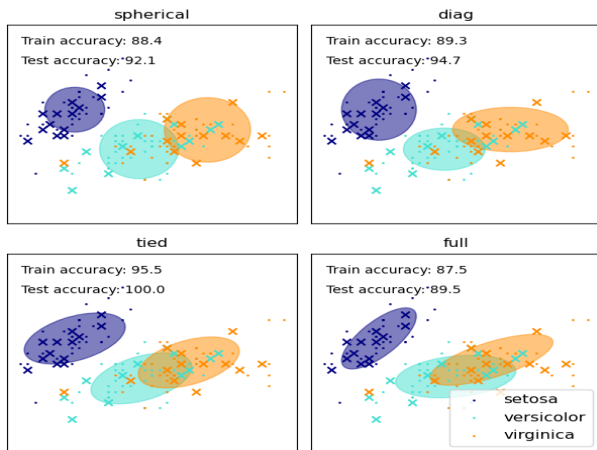 spherical
Train accuracy: 88.4
Test accuracy: 92.1
diag
Train accuracy: 89.3
Test accuracy: 94.7
tied
Train accuracy: 95.5
Test accuracy: 100.0
full
Train accuracy: 87.5
Test accuracy: 89.5
setosa
versicolor
virginica